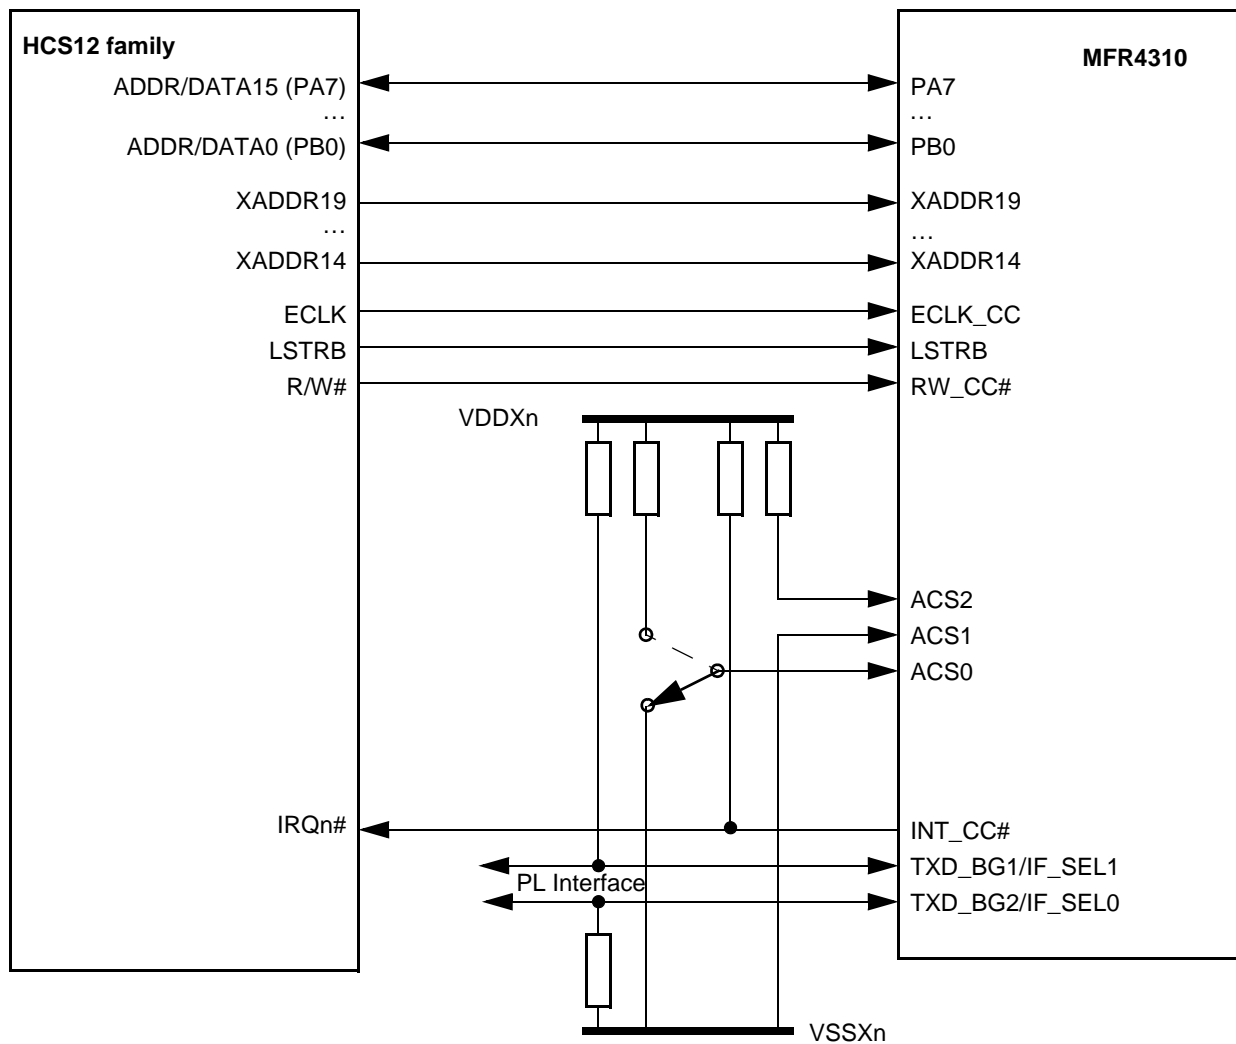 HCS12 family
MFR4310
ADDR/DATA15 (PA7)
PA7
...
...
ADDR/DATA0 (PB0)
PB0
XADDR19
XADDR19
...
...
XADDR14
XADDR14
ECLK
ECLK_CC
LSTRB
LSTRB
R/W#
RW_CC#
VDDXn
ACS2
ACS1
ACS0
IRQn#
INT_CC#
TXD_BG1/IF_SEL1
PL Interface
TXD_BG2/IF_SEL0
VSSXn